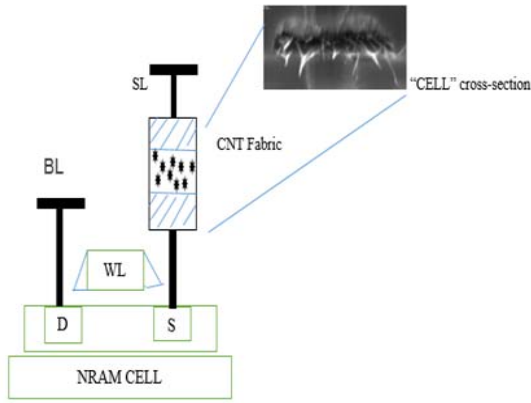 SL
"CELL" cross-section
CNT Fabric
BL
WL
D
S
NRAM CELL